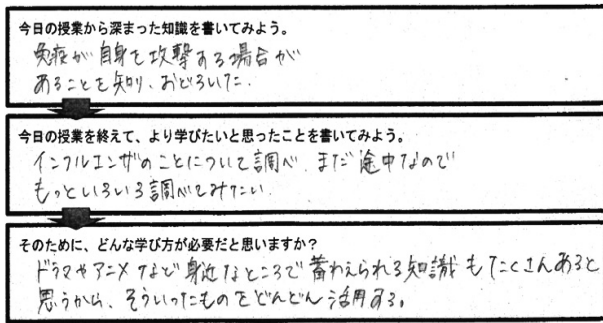 今日の授業から深まった知識を書いてみよう。
免疫が自身を攻撃する場合が
あることを知り、おどろいた。
今日の授業を終えて、より学びたいと思ったことを書いてみよう。
インフルエンザのことについて調べ、まだ途中なので
もっといろいろ調べてみたい。
そのために、どんな学び方が必要だと思いますか？
ドラマやアニメなど身近なところで蓄わえられる知識もたくさんあると
思うから、そういったものをどんどん活用する。